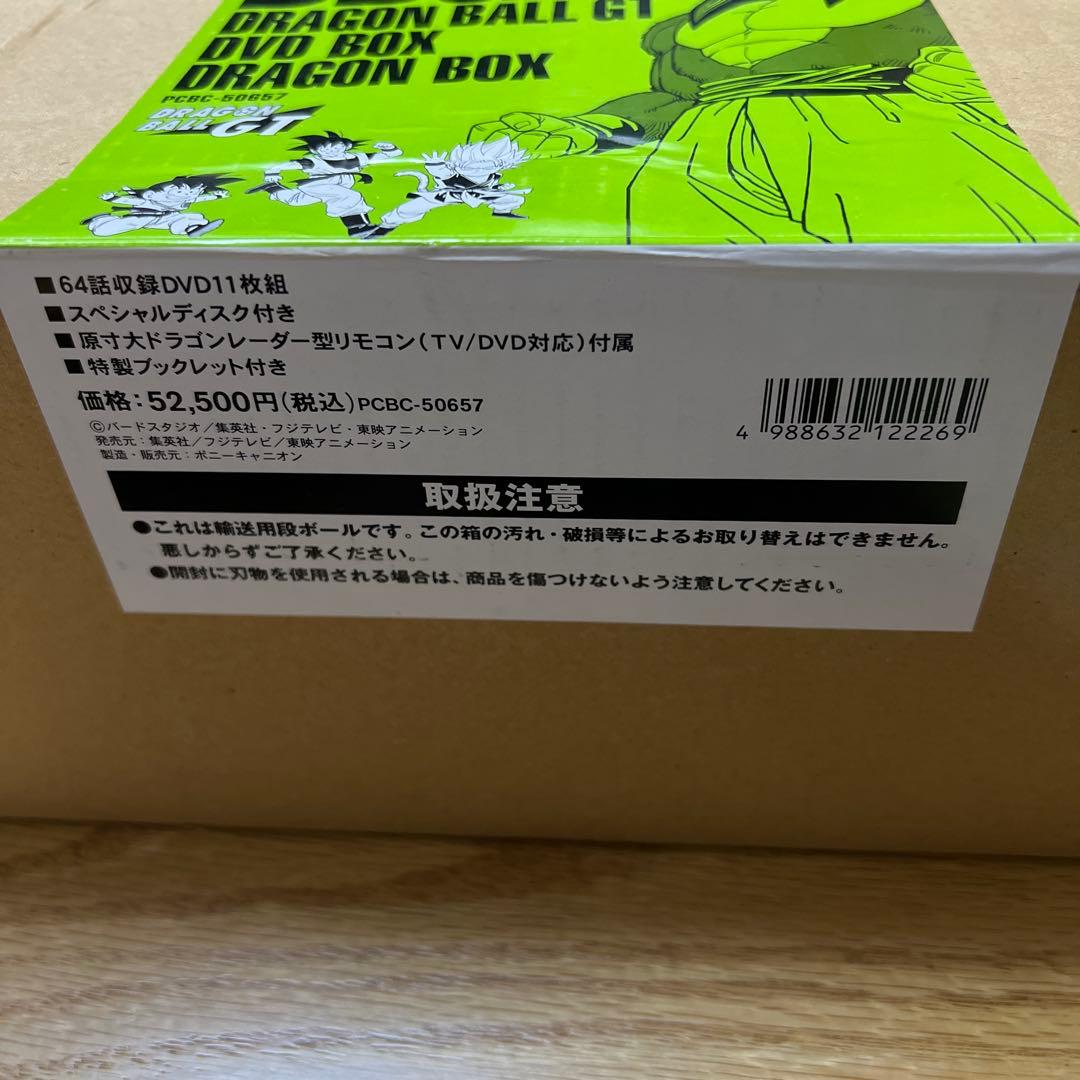 DRAGON BALL GT
DVD BOX
DRAGON BOX
PCBC-50657
DRAGON
BALL GT
■64話収録DVD11枚組
■スペシャルディスク付き
■原寸大ドラゴンレーダー型リモコン(TV/DVD対応)付属
■特製ブックレット付き
価格:52,500円(税込)PCBC-50657
©バードスタジオ/集英社・フジテレビ・東映アニメーション
発売元:集英社/フジテレビ/東映アニメーション
製造・販売元:ポニーキャニオン
4 988632 122269
取扱注意
●これは輸送用段ボールです。この箱の汚れ・破損等によるお取り替えはできません。
悪しからずご了承ください。
●開封に刃物を使用される場合は、商品を傷つけないよう注意してください。